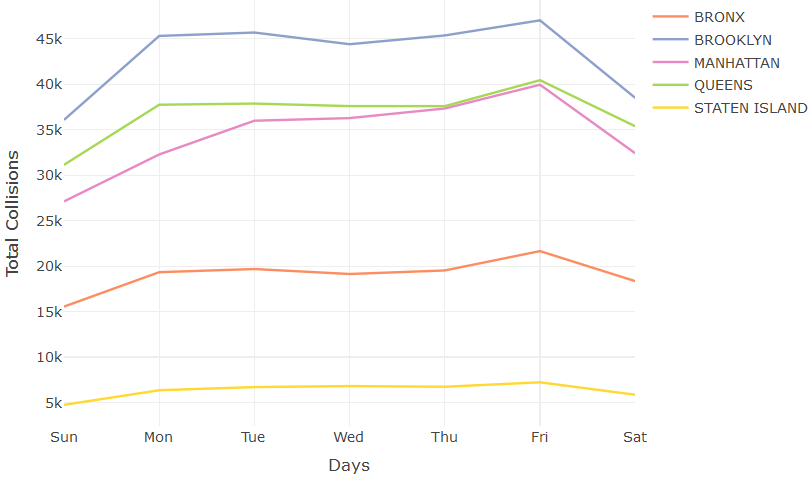 45k
40k
35k
30k
25k
20k
15k
10k
5k
Total Collisions
Sun Mon Tue Wed Thu Fri Sat
Days
BRONX
BROOKLYN
MANHATTAN
QUEENS
STATEN ISLAND